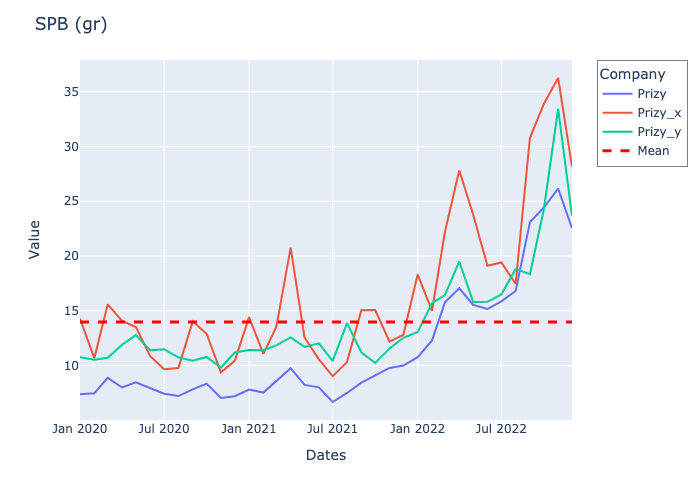 SPB (gr)
Company
Prizy
Prizy_x
Prizy_y
Mean
Value
35
30
25
20
15
10
Jan 2020
Jul 2020
Jan 2021
Jul 2021
Jan 2022
Jul 2022
Dates